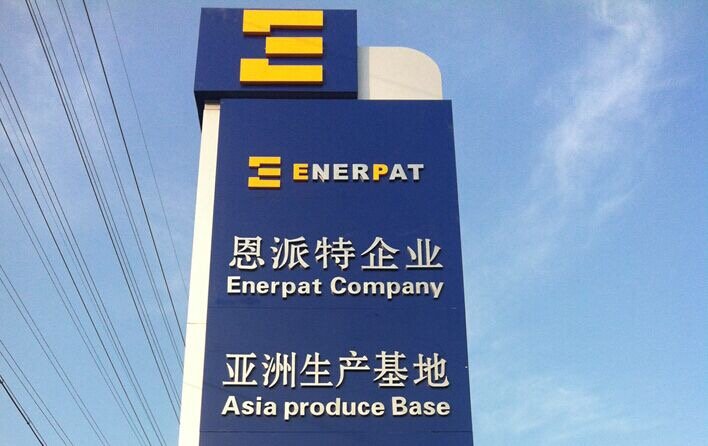 ENERPAT
恩派特企业
Enerpat Company
亚洲生产基地
Asia produce Base